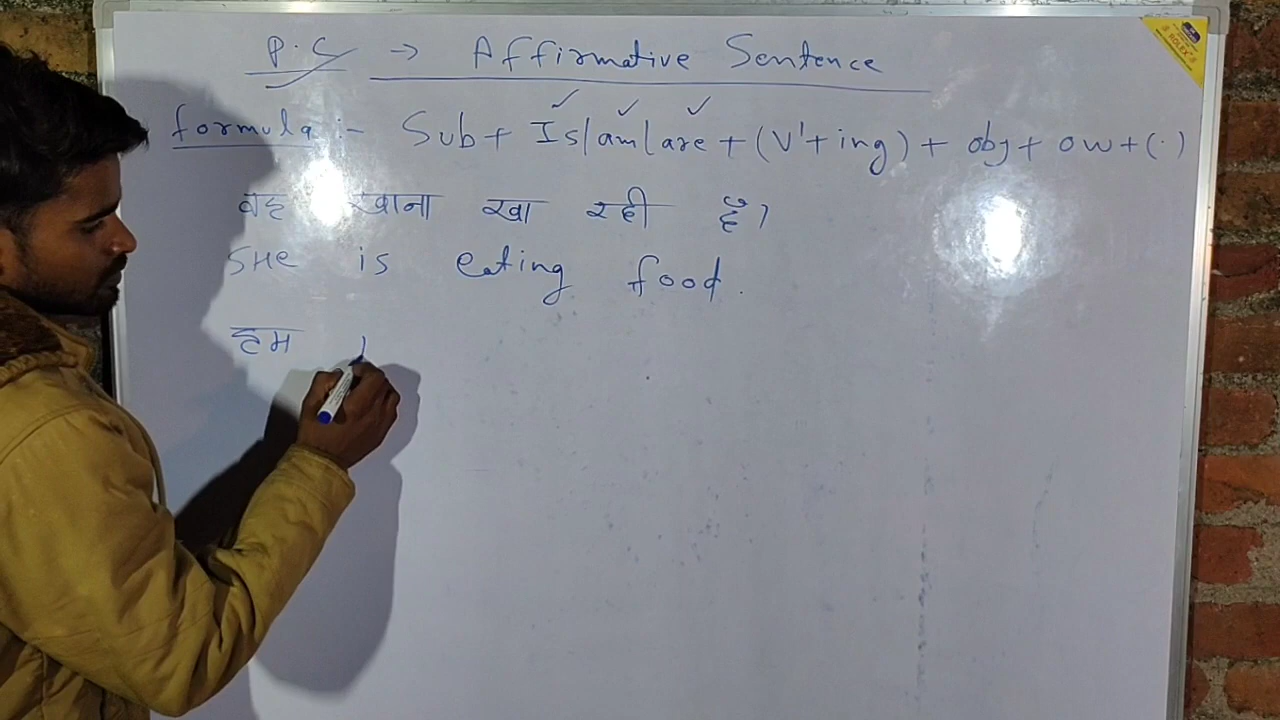 P.C → Affirmative Sentence
formula :- Sub + Is/am/are + (V¹+ing) + obj + ow + (.)
वह खाना खा रही है।
SHe is eating food.
हम